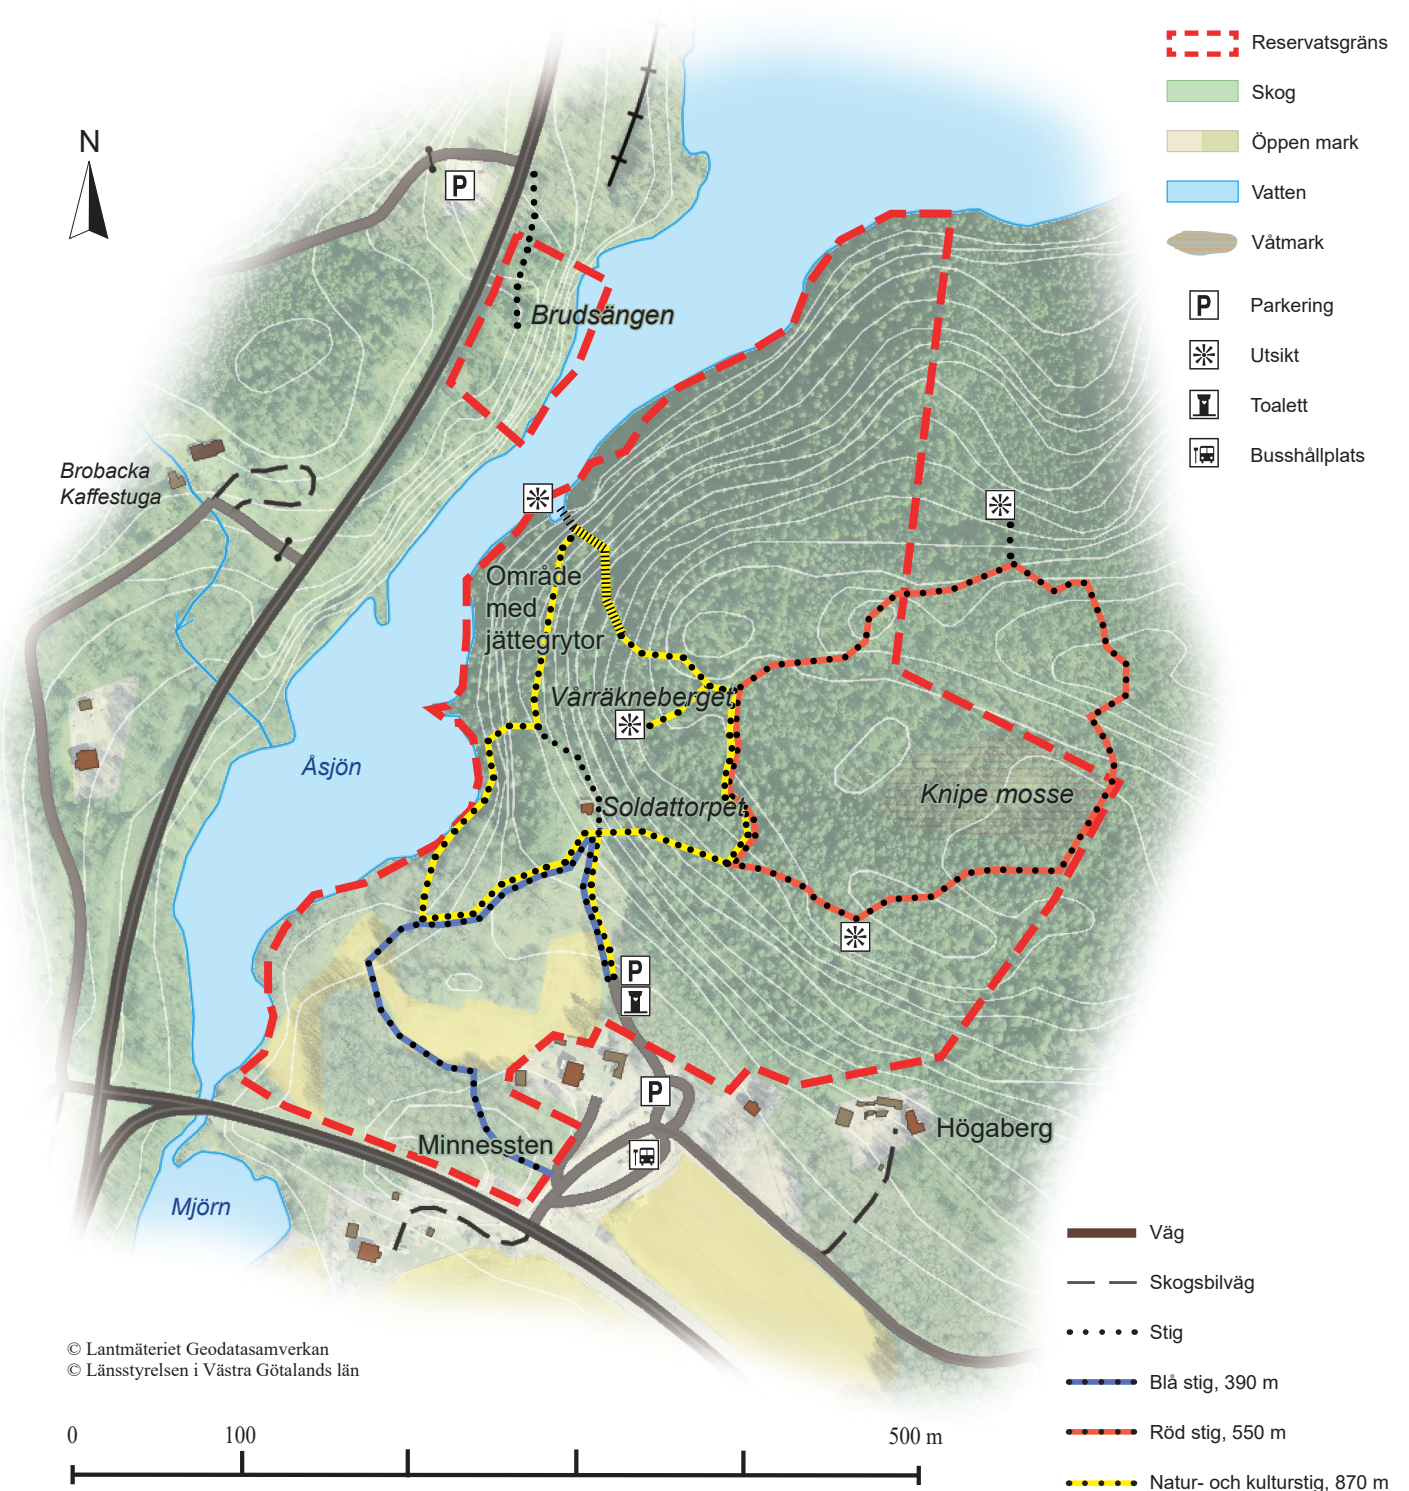 N
P
Brudsängen
Brobacka
Kaffestuga
Område
med
jättegrytor
Vårräkneberget
Åsjön
Soldattorpet
Knipe mosse
P
P
Minnessten
Högaberg
Mjörn
Reservatsgräns
Skog
Öppen mark
Vatten
Våtmark
P Parkering
Utsikt
Toalett
Busshållplats
Väg
Skogsbilväg
Stig
Blå stig, 390 m
Röd stig, 550 m
Natur- och kulturstig, 870 m
© Lantmäteriet Geodatasamverkan
© Länsstyrelsen i Västra Götalands län
0 100 500 m